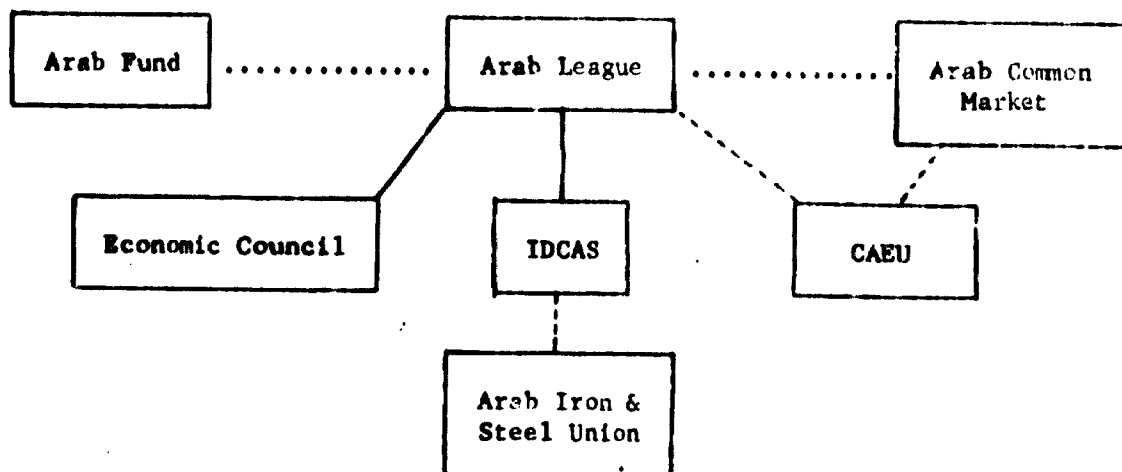 Arab Fund
Arab League
Arab Common
Market
Economic Council
IDCAS
CAEU
Arab Iron &
Steel Union